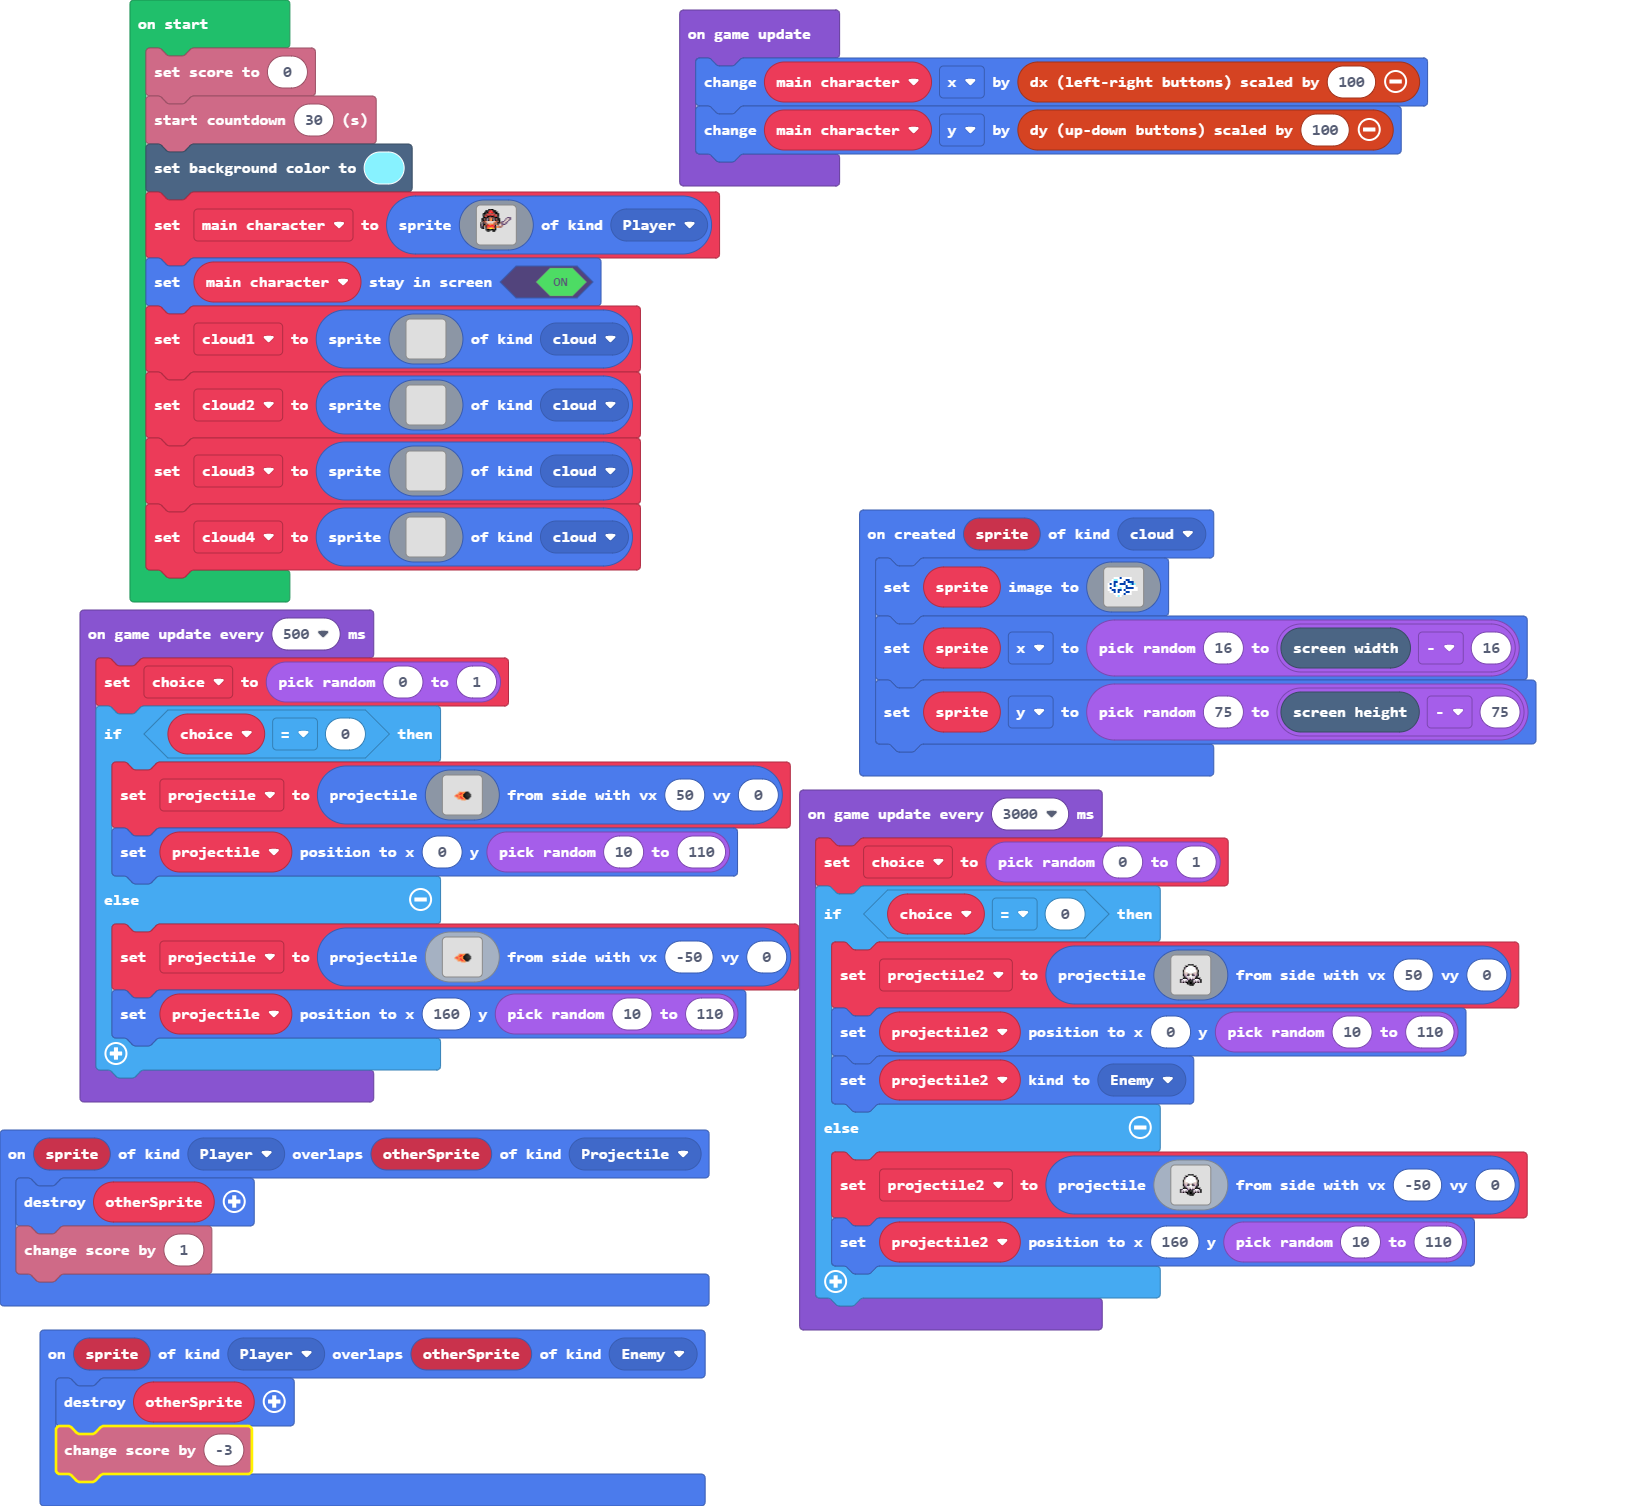 on start
set score to 0
start countdown 30 (s)
set background color to
set main character to sprite of kind Player
set main character stay in screen ON
set cloud1 to sprite of kind cloud
set cloud2 to sprite of kind cloud
set cloud3 to sprite of kind cloud
set cloud4 to sprite of kind cloud
on game update
change main character x by dx (left-right buttons) scaled by 100
change main character y by dy (up-down buttons) scaled by 100
on created sprite of kind cloud
set sprite image to
set sprite x to pick random 16 to screen width - 16
set sprite y to pick random 75 to screen height - 75
on game update every 500 ms
set choice to pick random 0 to 1
if choice = 0 then
set projectile to projectile from side with vx 50 vy 0
set projectile position to x 0 y pick random 10 to 110
else
set projectile to projectile from side with vx -50 vy 0
set projectile position to x 160 y pick random 10 to 110
on game update every 3000 ms
set choice to pick random 0 to 1
if choice = 0 then
set projectile2 to projectile from side with vx 50 vy 0
set projectile2 position to x 0 y pick random 10 to 110
set projectile2 kind to Enemy
else
set projectile2 to projectile from side with vx -50 vy 0
set projectile2 position to x 160 y pick random 10 to 110
on sprite of kind Player overlaps otherSprite of kind Projectile
destroy otherSprite
change score by 1
on sprite of kind Player overlaps otherSprite of kind Enemy
destroy otherSprite
change score by -3